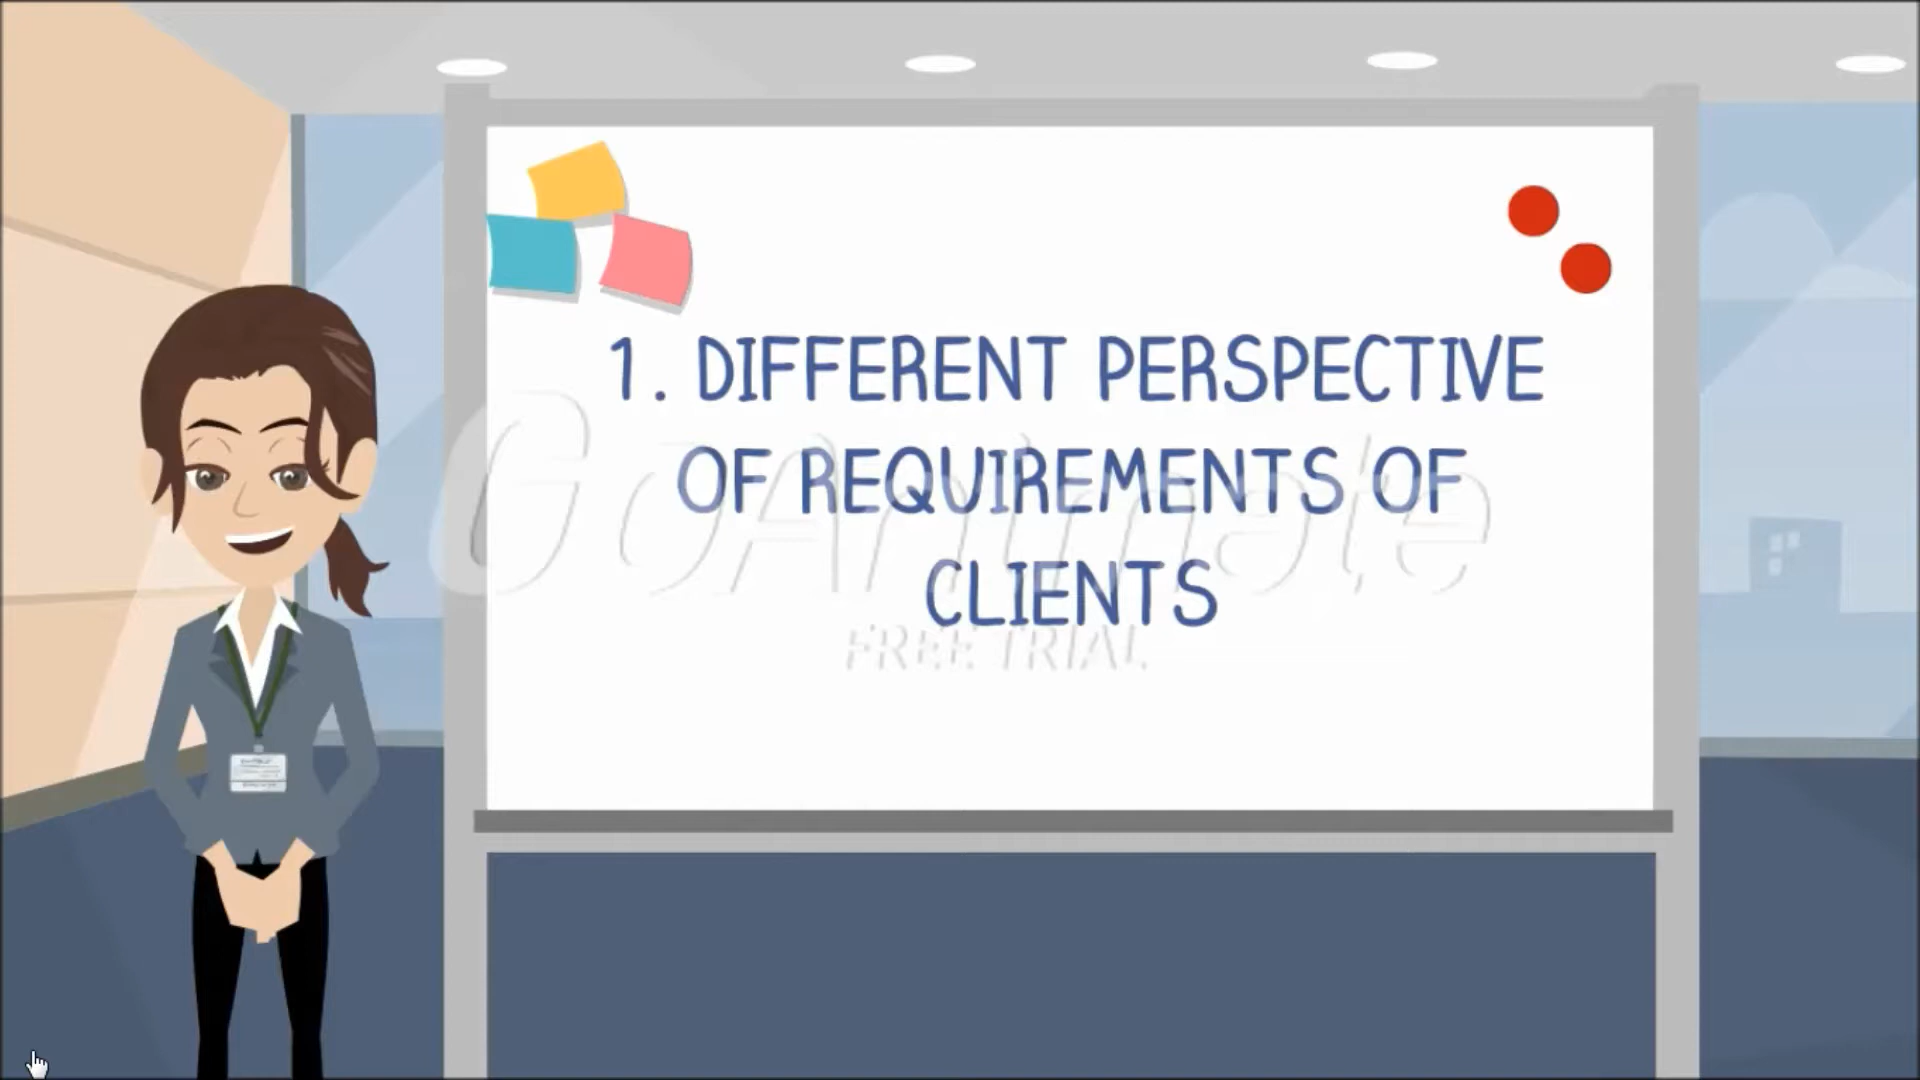 1. DIFFERENT PERSPECTIVE
OF REQUIREMENTS OF
CLIENTS
GoAnimate
FREE TRIAL